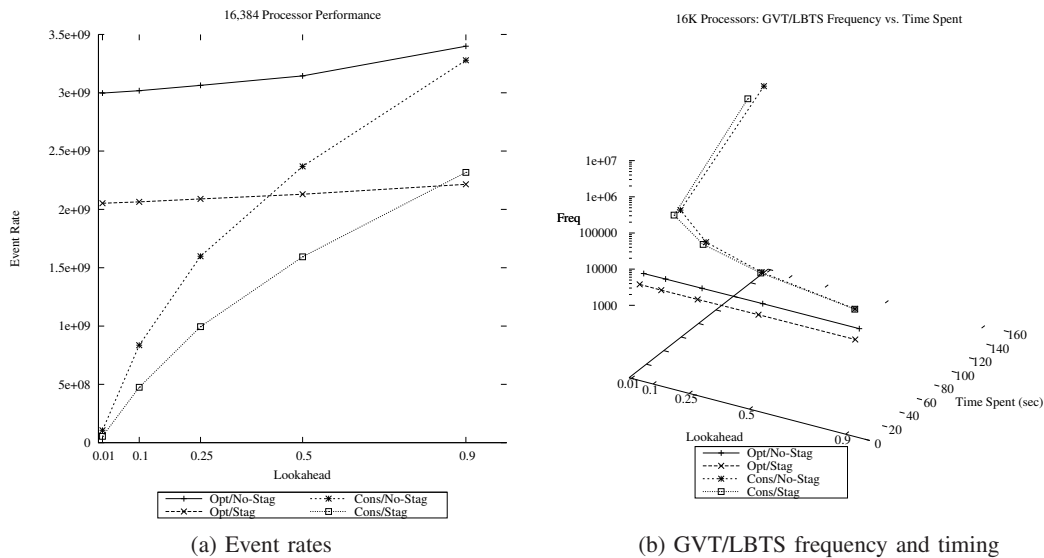 16,384 Processor Performance
3.5e+09
3e+09
2.5e+09
2e+09
1.5e+09
1e+09
5e+08
0
Event Rate
0.01 0.1 0.25 0.5 0.9
Lookahead
Opt/No-Stag
Opt/Stag
Cons/No-Stag
Cons/Stag
(a) Event rates
16K Processors: GVT/LBTS Frequency vs. Time Spent
1e+07
1e+06
100000
10000
1000
Freq
0.01 0.1 0.25 0.5 0.9
Lookahead
0 20 40 60 80 100 120 140 160
Time Spent (sec)
Opt/No-Stag
Opt/Stag
Cons/No-Stag
Cons/Stag
(b) GVT/LBTS frequency and timing